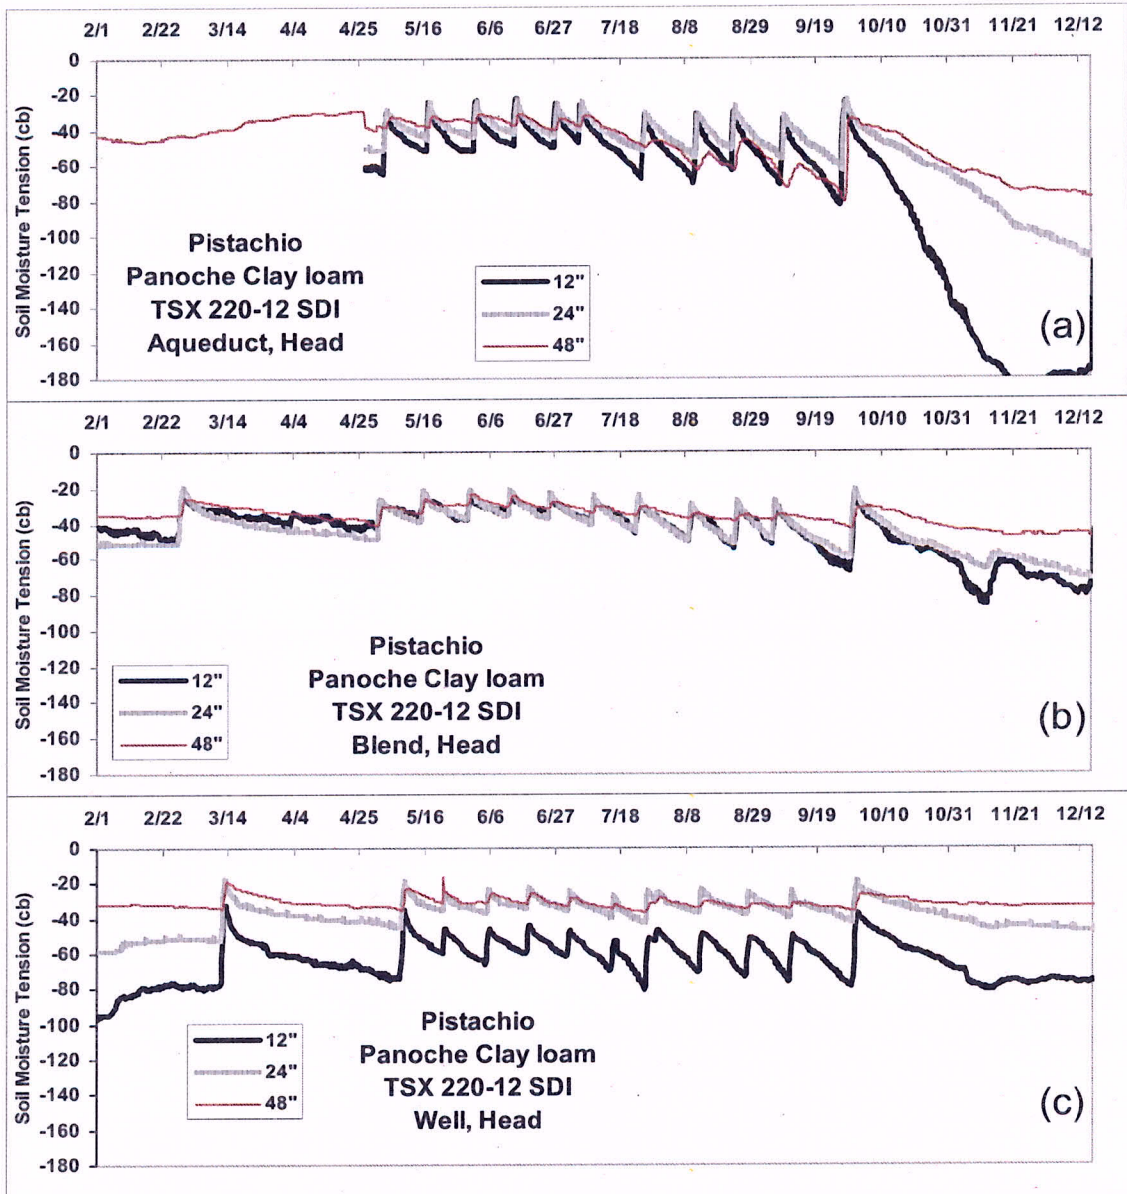 2/1 2/22 3/14 4/4 4/25 5/16 6/6 6/27 7/18 8/8 8/29 9/19 10/10 10/31 11/21 12/12
Soil Moisture Tension (cb)
0
-20
-40
-60
-80
-100
-120
-140
-160
-180
Pistachio
Panoche Clay loam
TSX 220-12 SDI
Aqueduct, Head
12"
24"
48"
(a)
2/1 2/22 3/14 4/4 4/25 5/16 6/6 6/27 7/18 8/8 8/29 9/19 10/10 10/31 11/21 12/12
Soil Moisture Tension (cb)
0
-20
-40
-60
-80
-100
-120
-140
-160
-180
12"
24"
48"
Pistachio
Panoche Clay loam
TSX 220-12 SDI
Blend, Head
(b)
2/1 2/22 3/14 4/4 4/25 5/16 6/6 6/27 7/18 8/8 8/29 9/19 10/10 10/31 11/21 12/12
Soil Moisture Tension (cb)
0
-20
-40
-60
-80
-100
-120
-140
-160
-180
12"
24"
48"
Pistachio
Panoche Clay loam
TSX 220-12 SDI
Well, Head
(c)